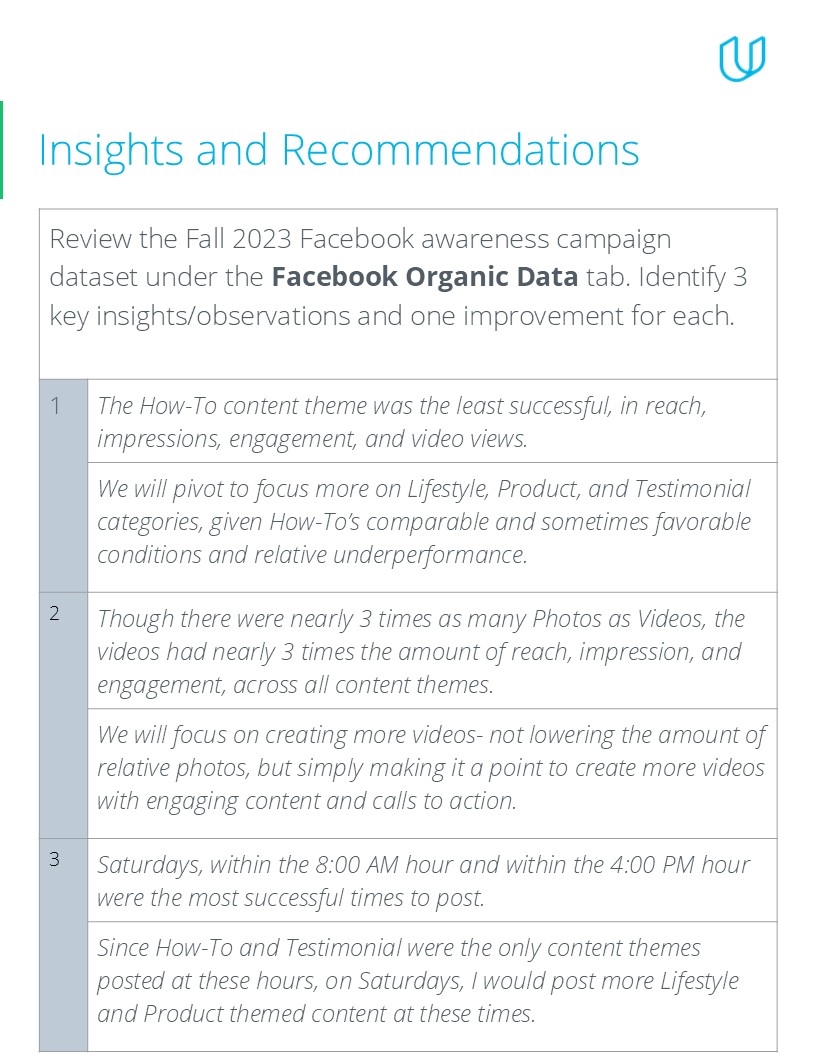 Insights and Recommendations
Review the Fall 2023 Facebook awareness campaign
dataset under the Facebook Organic Data tab. Identify 3
key insights/observations and one improvement for each.
1
The How-To content theme was the least successful, in reach,
impressions, engagement, and video views.
We will pivot to focus more on Lifestyle, Product, and Testimonial
categories, given How-To’s comparable and sometimes favorable
conditions and relative underperformance.
2
Though there were nearly 3 times as many Photos as Videos, the
videos had nearly 3 times the amount of reach, impression, and
engagement, across all content themes.
We will focus on creating more videos- not lowering the amount of
relative photos, but simply making it a point to create more videos
with engaging content and calls to action.
3
Saturdays, within the 8:00 AM hour and within the 4:00 PM hour
were the most successful times to post.
Since How-To and Testimonial were the only content themes
posted at these hours, on Saturdays, I would post more Lifestyle
and Product themed content at these times.